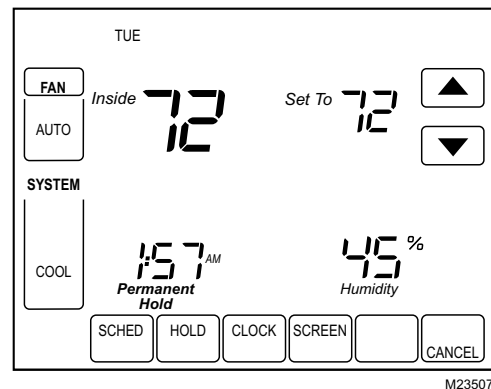 TUE
FAN
AUTO
Inside 72
Set To 72
SYSTEM
COOL
1:57 AM
Permanent
Hold
45 %
Humidity
SCHED HOLD CLOCK SCREEN CANCEL
M23507